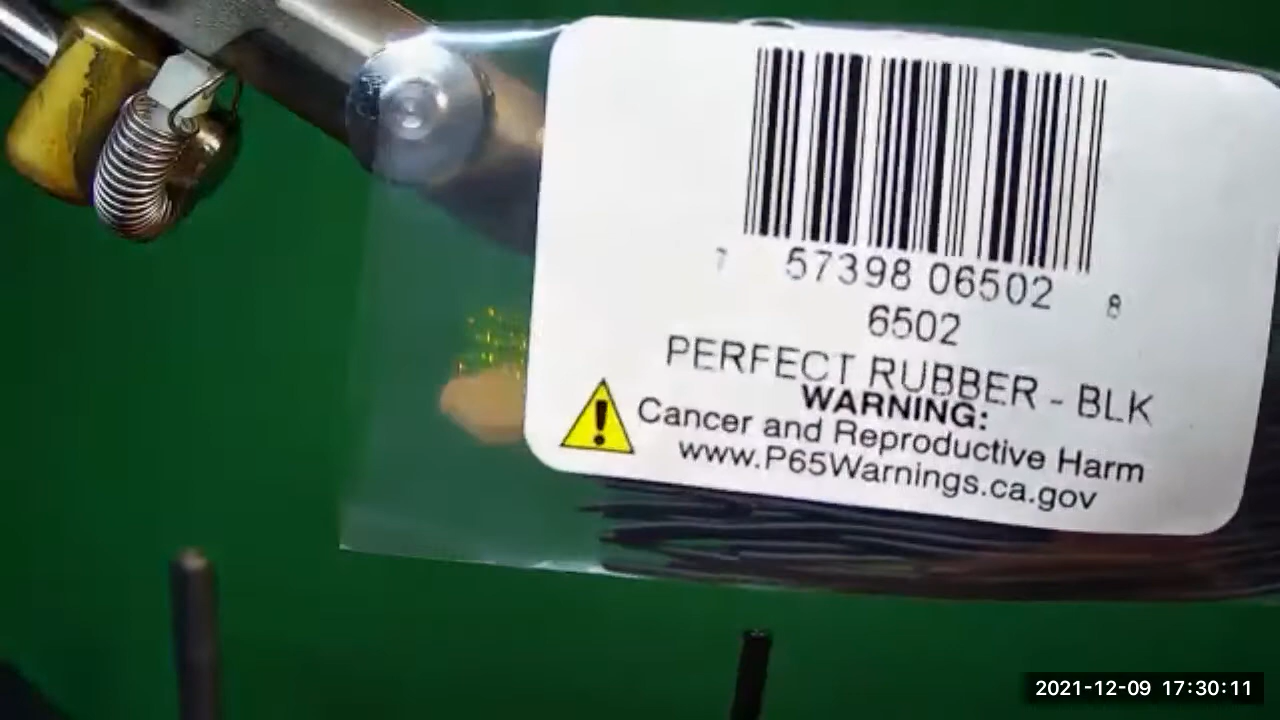 7 57398 06502 8
6502
PERFECT RUBBER - BLK
WARNING:
Cancer and Reproductive Harm
www.P65Warnings.ca.gov
2021-12-09 17:30:11